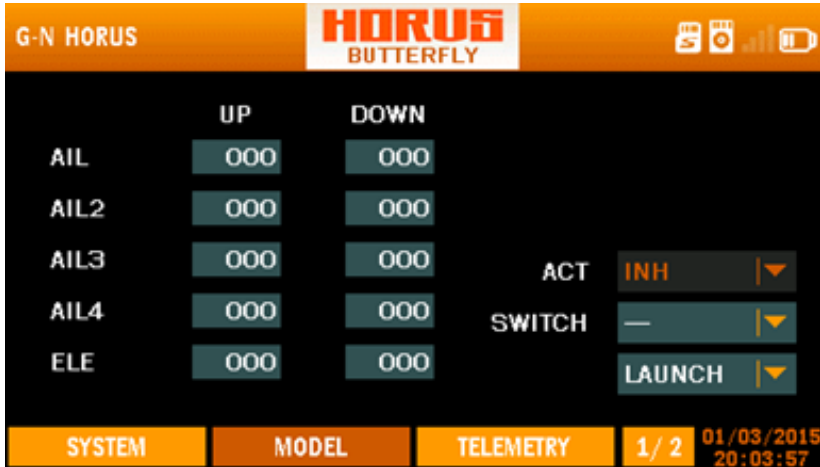 G-N HORUS
HORUS
BUTTERFLY
UP DOWN
AIL 000 000
AIL2 000 000
AIL3 000 000
ACT INH
AIL4 000 000
SWITCH —
ELE 000 000
LAUNCH
SYSTEM MODEL TELEMETRY 1/2 01/03/2015
20:03:57